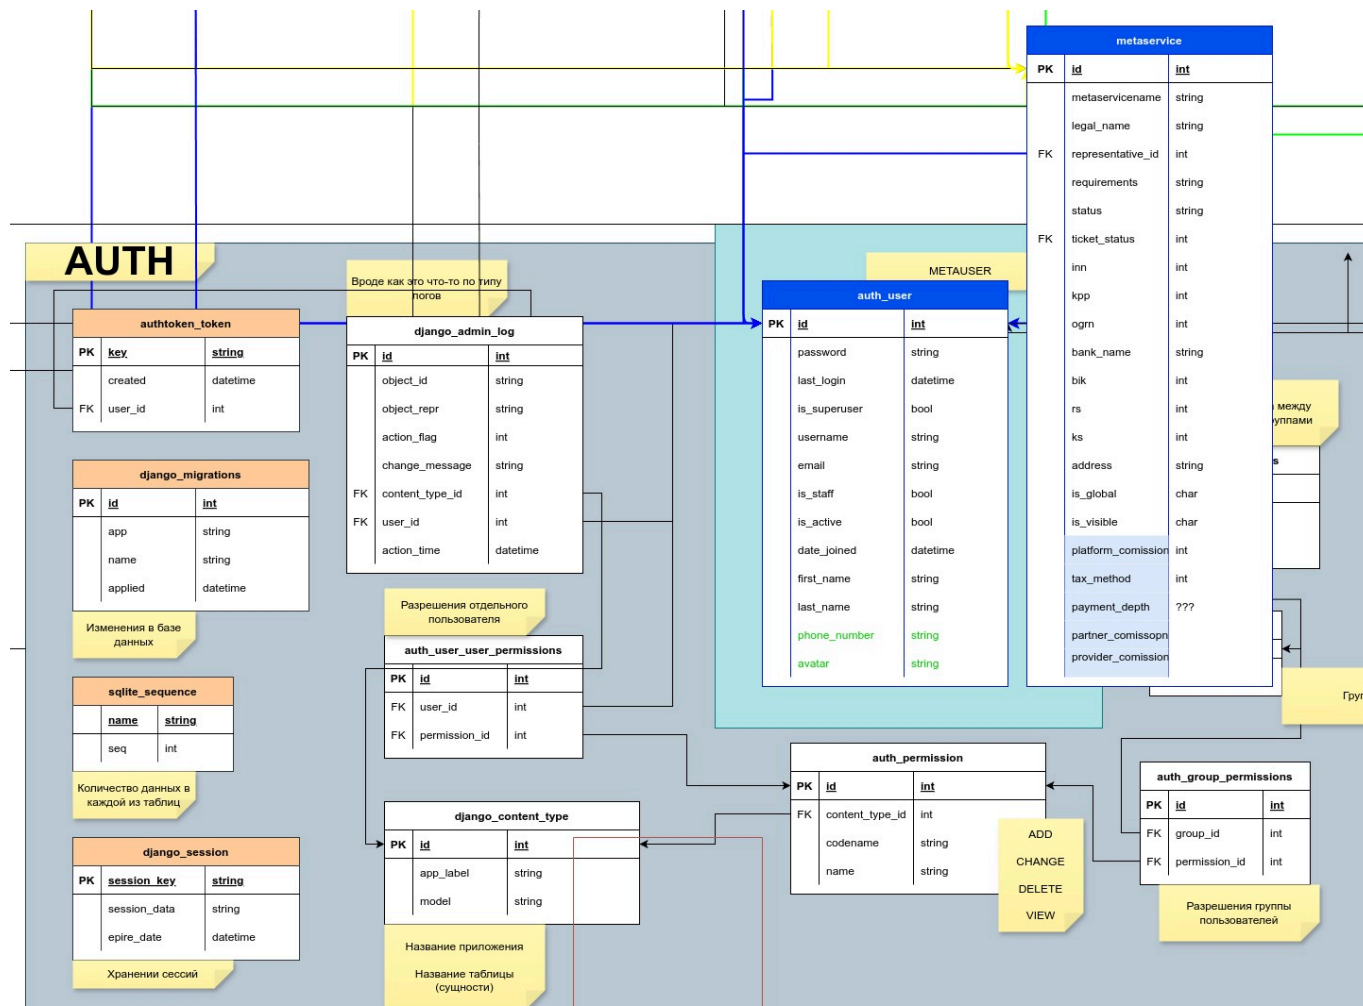 metaservice
PK id int
metaservicename string
legal_name string
FK representative_id int
requirements string
status string
FK ticket_status int
inn int
kpp int
ogrn int
bank_name string
bik int
rs int
ks int
address string
is_global char
is_visible char
platform_comission int
tax_method int
payment_depth ???
partner_comissopn
provider_comission
AUTH
Вроде как это что-то по типу
логов
METAUSER
authtoken_token
PK key string
created datetime
FK user_id int
django_admin_log
PK id int
object_id string
object_repr string
action_flag int
change_message string
FK content_type_id int
FK user_id int
action_time datetime
auth_user
PK id int
password string
last_login datetime
is_superuser bool
username string
email string
is_staff bool
is_active bool
date_joined datetime
first_name string
last_name string
phone_number string
avatar string
между
руппами
s
django_migrations
PK id int
app string
name string
applied datetime
Изменения в базе
данных
Разрешения отдельного
пользователя
auth_user_user_permissions
PK id int
FK user_id int
FK permission_id int
sqlite_sequence
name string
seq int
Количество данных в
каждой из таблиц
Груп
auth_permission
PK id int
FK content_type_id int
codename string
name string
ADD
CHANGE
DELETE
VIEW
auth_group_permissions
PK id int
FK group_id int
FK permission_id int
Разрешения группы
пользователей
django_content_type
PK id int
app_label string
model string
Название приложения
Название таблицы
(сущности)
django_session
PK session_key string
session_data string
epire_date datetime
Хранении сессий